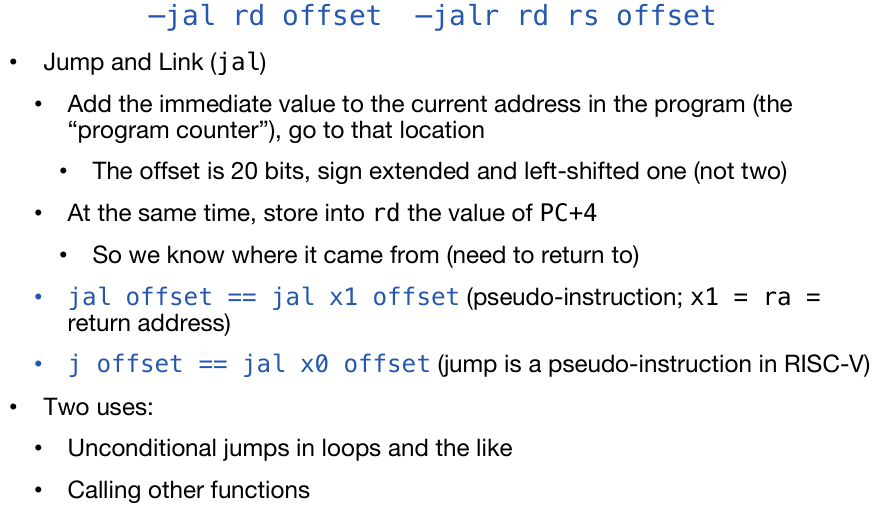 –jal rd offset –jalr rd rs offset
• Jump and Link (jal)
• Add the immediate value to the current address in the program (the
“program counter”), go to that location
• The offset is 20 bits, sign extended and left-shifted one (not two)
• At the same time, store into rd the value of PC+4
• So we know where it came from (need to return to)
• jal offset == jal x1 offset (pseudo-instruction; x1 = ra =
return address)
• j offset == jal x0 offset (jump is a pseudo-instruction in RISC-V)
• Two uses:
• Unconditional jumps in loops and the like
• Calling other functions